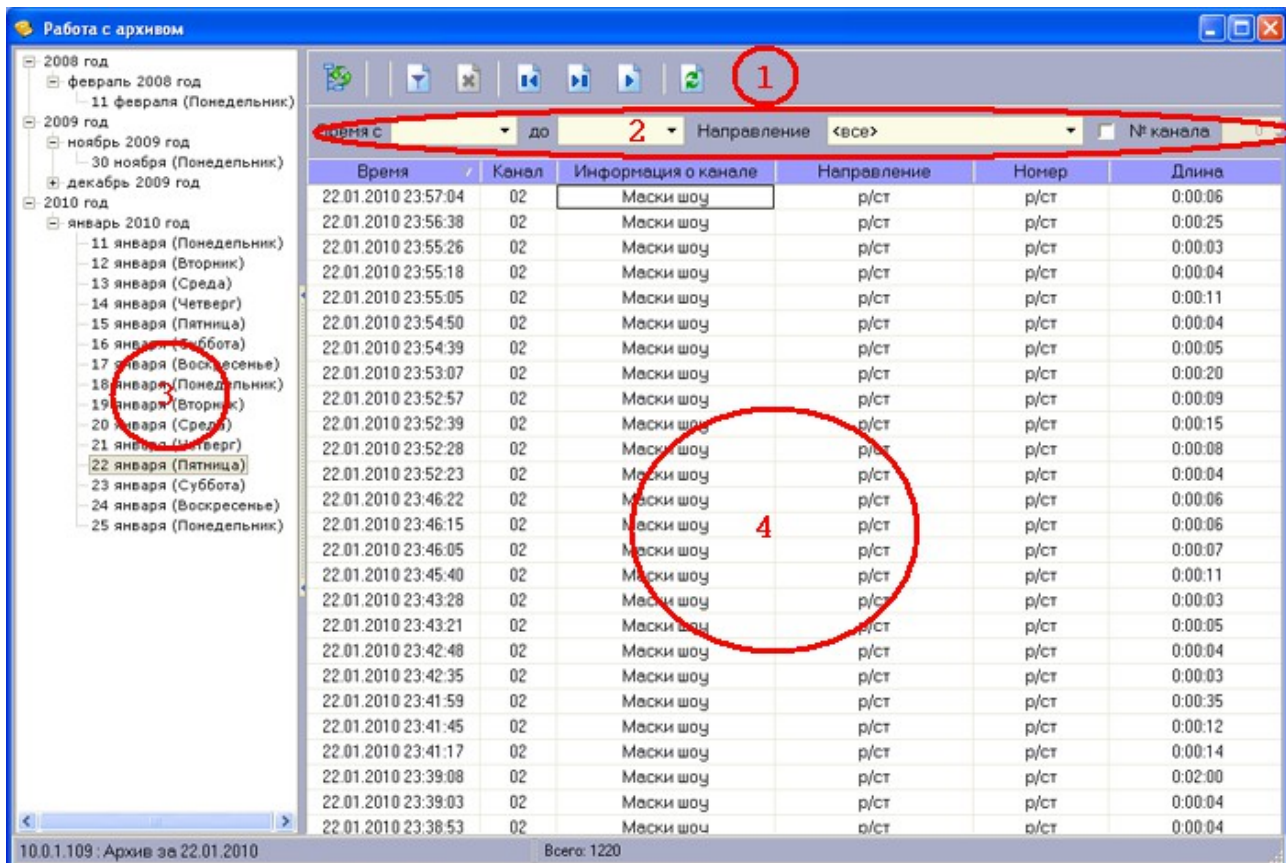 Работа с архивом
2008 год
февраль 2008 год
11 февраля (Понедельник)
2009 год
ноябрь 2009 год
30 ноября (Понедельник)
декабрь 2009 год
2010 год
январь 2010 год
11 января (Понедельник)
12 января (Вторник)
13 января (Среда)
14 января (Четверг)
15 января (Пятница)
16 января (Суббота)
17 января (Воскресенье)
18 января (Понедельник)
19 января (Вторник)
20 января (Среда)
21 января (Четверг)
22 января (Пятница)
23 января (Суббота)
24 января (Воскресенье)
25 января (Понедельник)
3
1
Время с до 2 Направление <все> № канала 0
Время Канал Информация о канале Направление Номер Длина
22.01.2010 23:57:04 02 Маски шоу р/ст р/ст 0:00:06
22.01.2010 23:56:38 02 Маски шоу р/ст р/ст 0:00:25
22.01.2010 23:55:26 02 Маски шоу р/ст р/ст 0:00:03
22.01.2010 23:55:18 02 Маски шоу р/ст р/ст 0:00:04
22.01.2010 23:55:05 02 Маски шоу р/ст р/ст 0:00:11
22.01.2010 23:54:50 02 Маски шоу р/ст р/ст 0:00:04
22.01.2010 23:54:39 02 Маски шоу р/ст р/ст 0:00:05
22.01.2010 23:53:07 02 Маски шоу р/ст р/ст 0:00:20
22.01.2010 23:52:57 02 Маски шоу р/ст р/ст 0:00:09
22.01.2010 23:52:39 02 Маски шоу р/ст р/ст 0:00:15
22.01.2010 23:52:28 02 Маски шоу р/ст р/ст 0:00:08
22.01.2010 23:52:23 02 Маски шоу р/ст р/ст 0:00:04
22.01.2010 23:46:22 02 Маски шоу р/ст р/ст 0:00:06
22.01.2010 23:46:15 02 Маски шоу 4 р/ст р/ст 0:00:06
22.01.2010 23:46:05 02 Маски шоу р/ст р/ст 0:00:07
22.01.2010 23:45:40 02 Маски шоу р/ст р/ст 0:00:11
22.01.2010 23:43:28 02 Маски шоу р/ст р/ст 0:00:03
22.01.2010 23:43:21 02 Маски шоу р/ст р/ст 0:00:05
22.01.2010 23:42:48 02 Маски шоу р/ст р/ст 0:00:04
22.01.2010 23:42:35 02 Маски шоу р/ст р/ст 0:00:03
22.01.2010 23:41:59 02 Маски шоу р/ст р/ст 0:00:35
22.01.2010 23:41:45 02 Маски шоу р/ст р/ст 0:00:12
22.01.2010 23:41:17 02 Маски шоу р/ст р/ст 0:00:14
22.01.2010 23:39:08 02 Маски шоу р/ст р/ст 0:02:00
22.01.2010 23:39:03 02 Маски шоу р/ст р/ст 0:00:04
22.01.2010 23:38:53 02 Маски шоу р/ст р/ст 0:00:04
10.0.1.109 : Архив за 22.01.2010 Всего: 1220